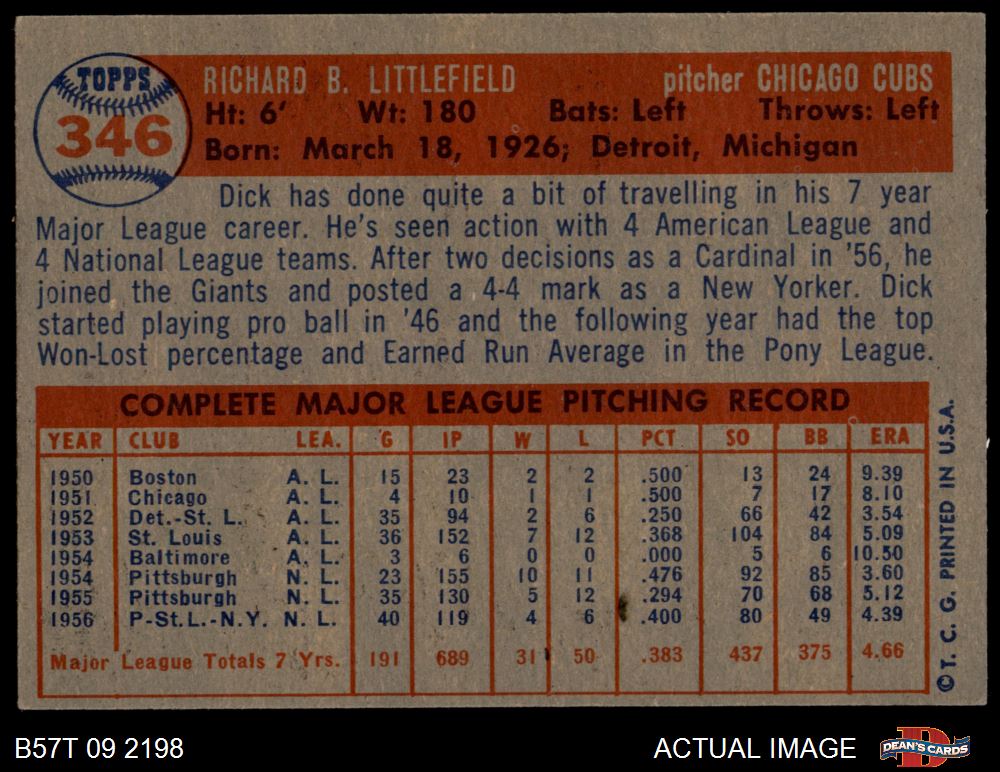 TOPPS
346
RICHARD B. LITTLEFIELD pitcher CHICAGO CUBS
Ht: 6' Wt: 180 Bats: Left Throws: Left
Born: March 18, 1926; Detroit, Michigan
Dick has done quite a bit of travelling in his 7 year
Major League career. He's seen action with 4 American League and
4 National League teams. After two decisions as a Cardinal in '56, he
joined the Giants and posted a 4-4 mark as a New Yorker. Dick
started playing pro ball in '46 and the following year had the top
Won-Lost percentage and Earned Run Average in the Pony League.
COMPLETE MAJOR LEAGUE PITCHING RECORD
YEAR CLUB LEA. G IP W L PCT SO BB ERA
1950 Boston A. L. 15 23 2 2 .500 13 24 9.39
1951 Chicago A. L. 4 10 1 1 .500 7 17 8.10
1952 Det.-St. L. A. L. 35 94 2 6 .250 66 42 3.54
1953 St. Louis A. L. 36 152 7 12 .368 104 84 5.09
1954 Baltimore A. L. 3 6 0 0 .000 5 6 10.50
1954 Pittsburgh N. L. 23 155 10 11 .476 92 85 3.60
1955 Pittsburgh N. L. 35 130 5 12 .294 70 68 5.12
1956 P-St.L.-N.Y. N. L. 40 119 4 6 .400 80 49 4.39
Major League Totals 7 Yrs. 191 689 31 50 .383 437 375 4.66
©T. C. G. PRINTED IN U.S.A.
B57T 09 2198 ACTUAL IMAGE
D
DEAN'S CARDS